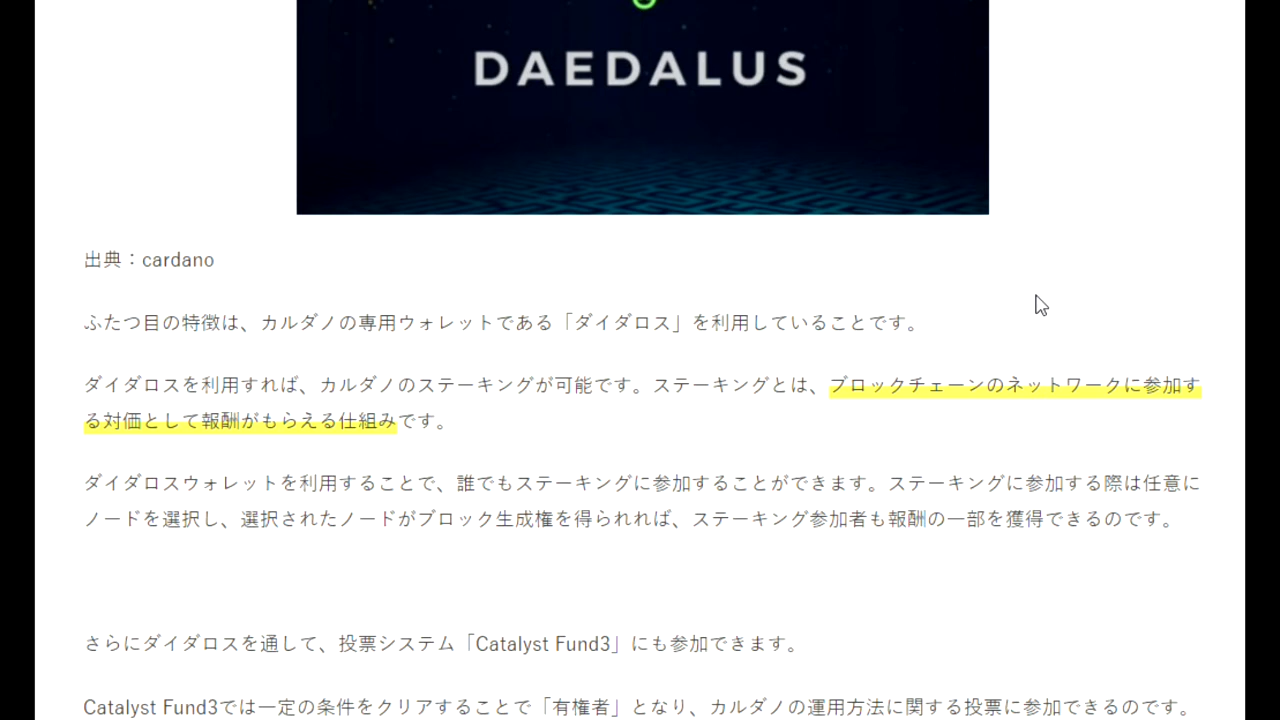 DAEDALUS
出典：cardano
ふたつ目の特徴は、カルダノの専用ウォレットである「ダイダロス」を利用していることです。
ダイダロスを利用すれば、カルダノのステーキングが可能です。ステーキングとは、ブロックチェーンのネットワークに参加す
る対価として報酬がもらえる仕組みです。
ダイダロスウォレットを利用することで、誰でもステーキングに参加することができます。ステーキングに参加する際は任意に
ノードを選択し、選択されたノードがブロック生成権を得られれば、ステーキング参加者も報酬の一部を獲得できるのです。
さらにダイダロスを通して、投票システム「Catalyst Fund3」にも参加できます。
Catalyst Fund3では一定の条件をクリアすることで「有権者」となり、カルダノの運用方法に関する投票に参加できるのです。